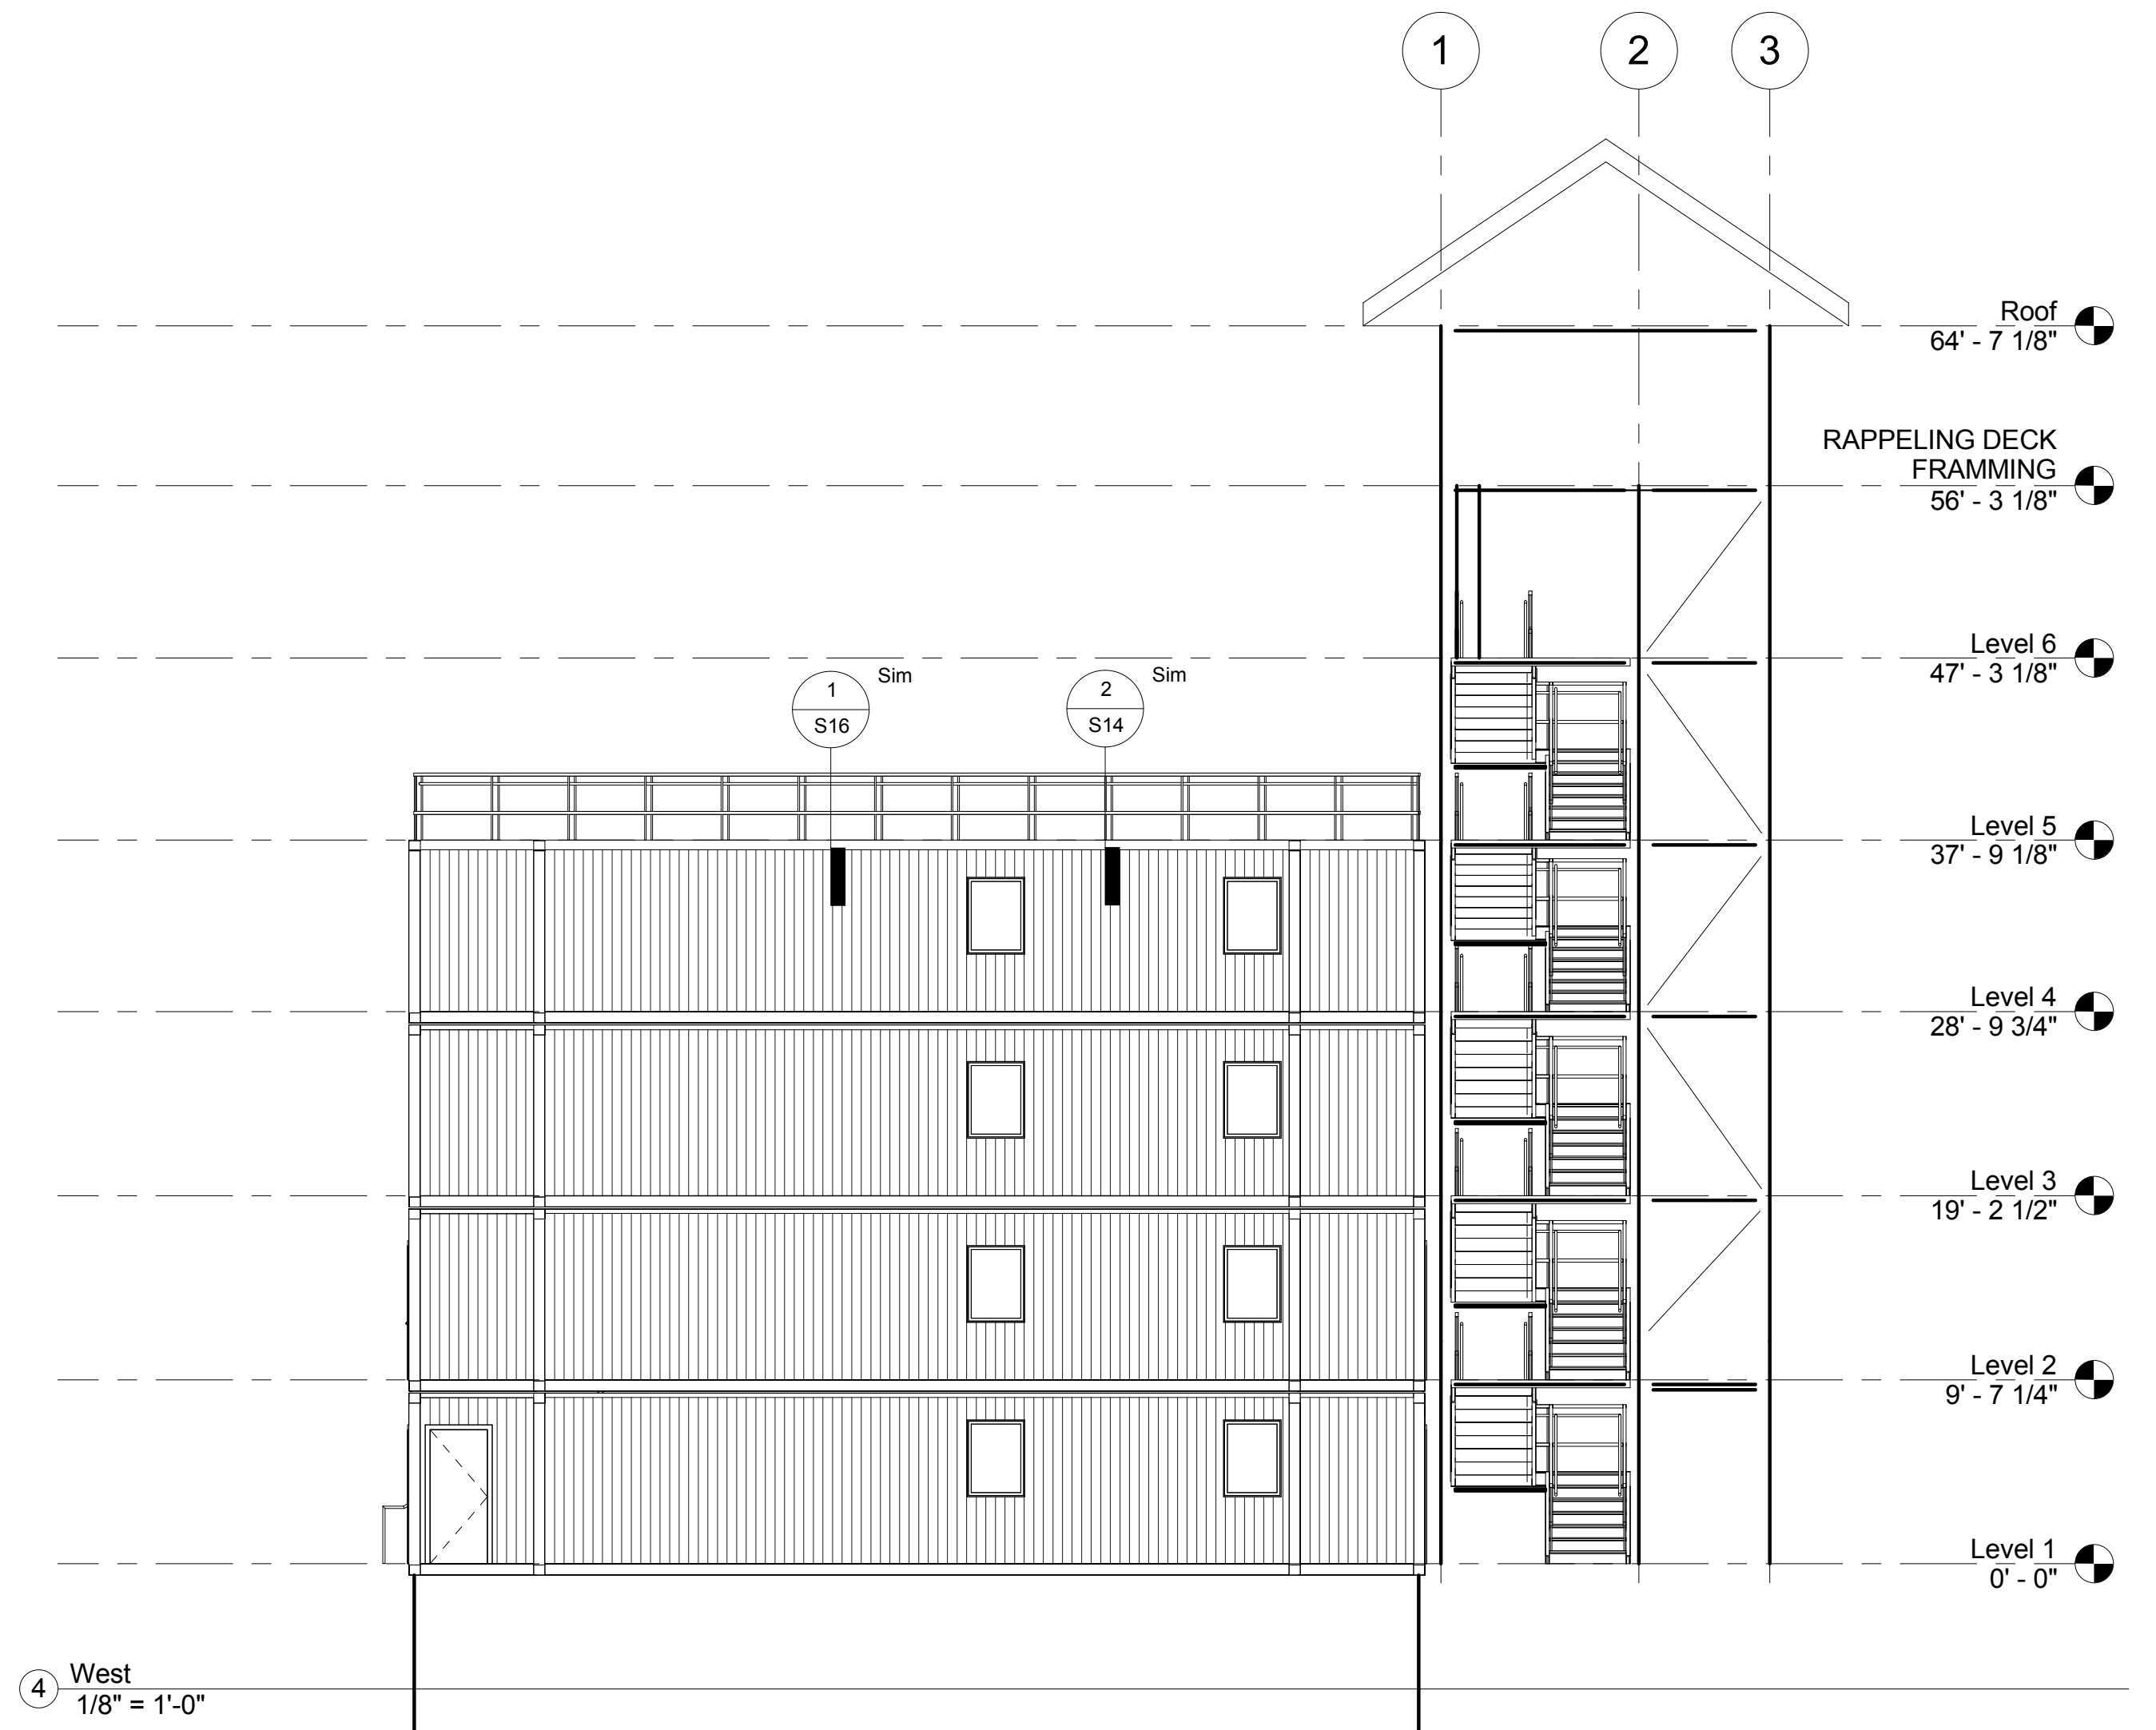 1 2 3
Roof
64' - 7 1/8"
RAPPELING DECK
FRAMMING
56' - 3 1/8"
Level 6
47' - 3 1/8"
1
S16
Sim
2
S14
Sim
Level 5
37' - 9 1/8"
Level 4
28' - 9 3/4"
Level 3
19' - 2 1/2"
Level 2
9' - 7 1/4"
Level 1
0' - 0"
4 West
1/8" = 1'-0"